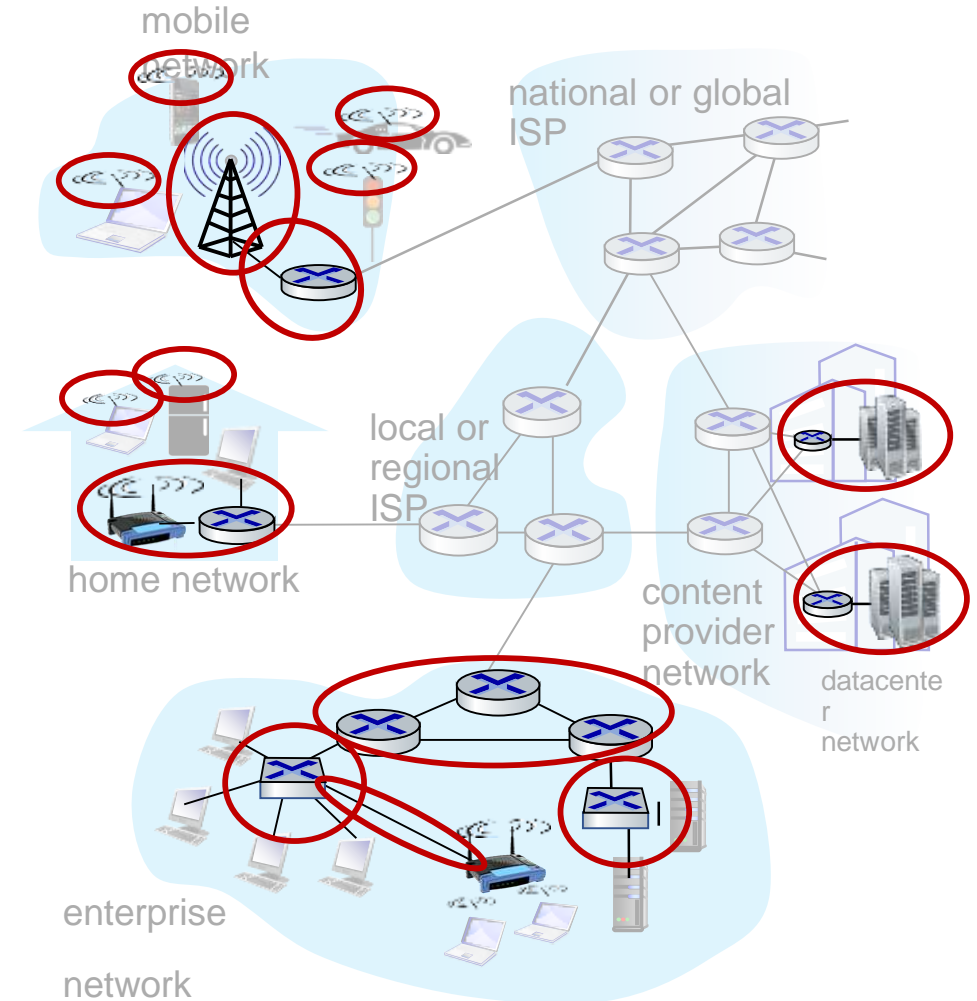 mobile
network
national or global
ISP
local or
regional
ISP
home network
content
provider
network
datacente
r
network
enterprise
network